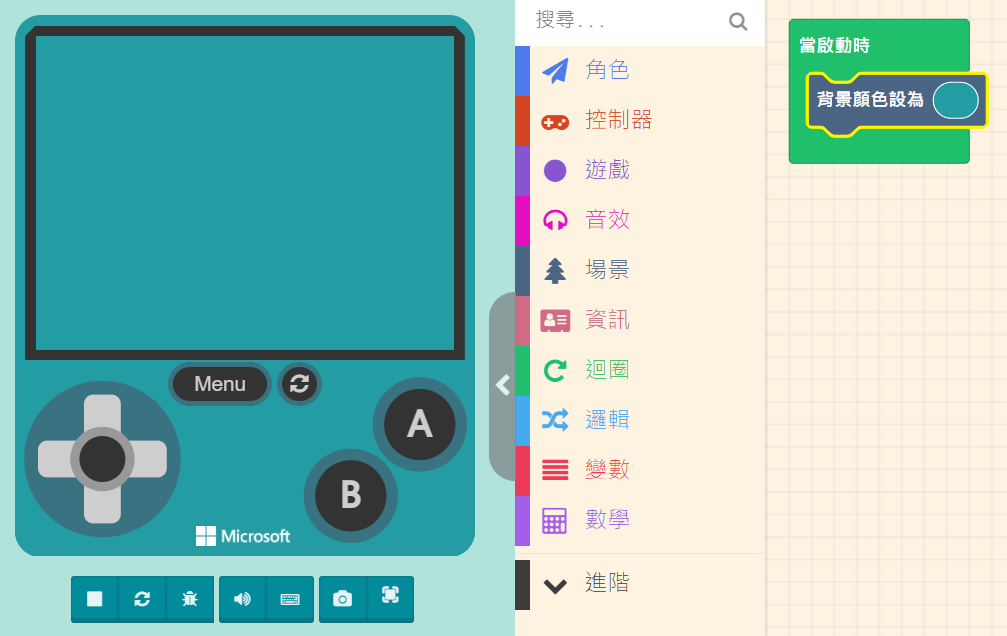 Menu
A
B
Microsoft
搜尋...
角色
控制器
遊戲
音效
場景
資訊
迴圈
邏輯
變數
數學
進階
當啟動時
背景顏色設為